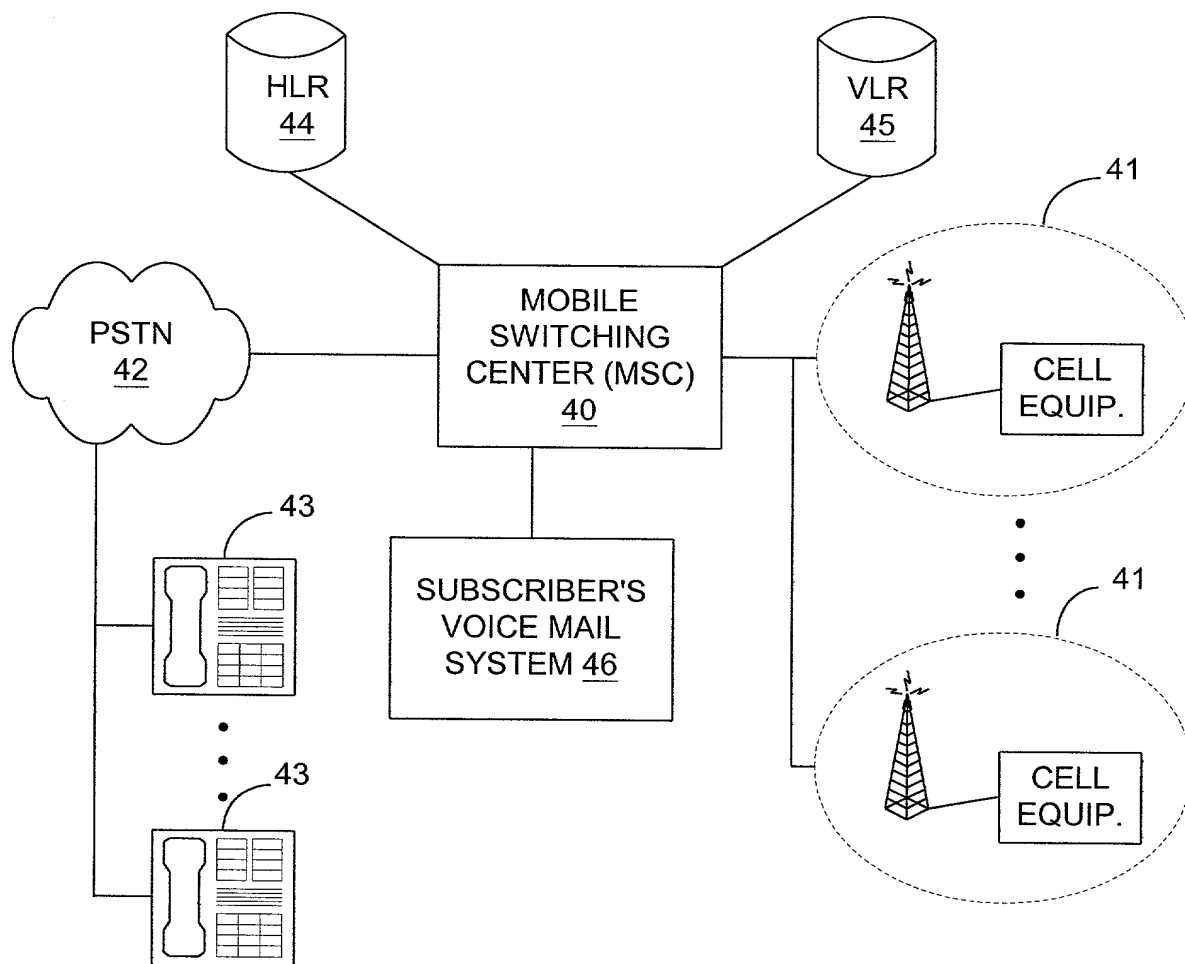 HLR
44
VLR
45
41
PSTN
42
MOBILE
SWITCHING
CENTER (MSC)
40
CELL
EQUIP.
43
SUBSCRIBER'S
VOICE MAIL
SYSTEM 46
41
43
CELL
EQUIP.